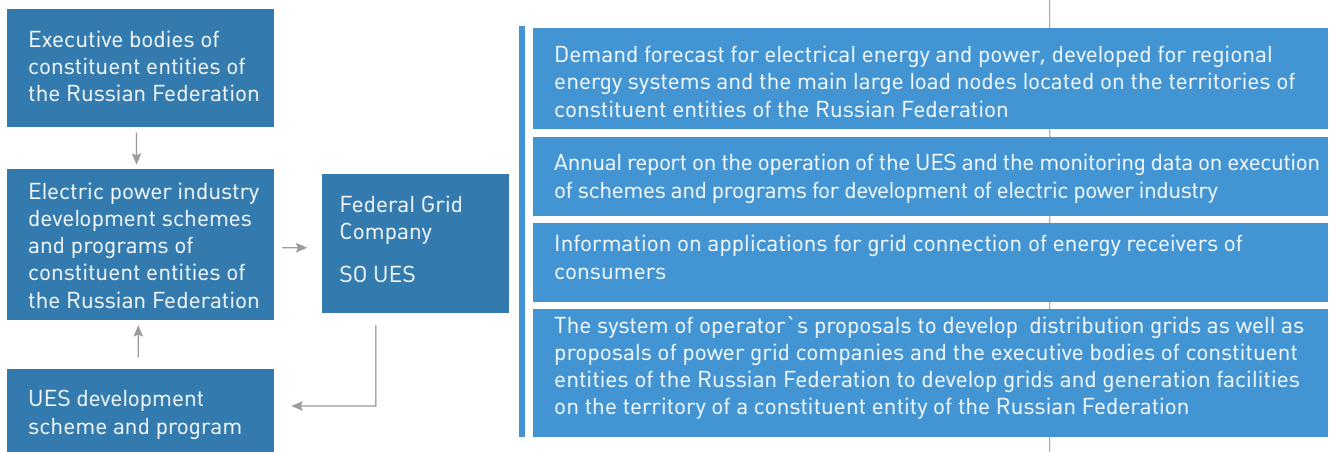 Executive bodies of
constituent entities of
the Russian Federation
Electric power industry
development schemes
and programs of
constituent entities of
the Russian Federation
UES development
scheme and program
Federal Grid
Company
SO UES
Demand forecast for electrical energy and power, developed for regional
energy systems and the main large load nodes located on the territories of
constituent entities of the Russian Federation
Annual report on the operation of the UES and the monitoring data on execution
of schemes and programs for development of electric power industry
Information on applications for grid connection of energy receivers of
consumers
The system of operator`s proposals to develop  distribution grids as well as
proposals of power grid companies and the executive bodies of constituent
entities of the Russian Federation to develop grids and generation facilities
on the territory of a constituent entity of the Russian Federation